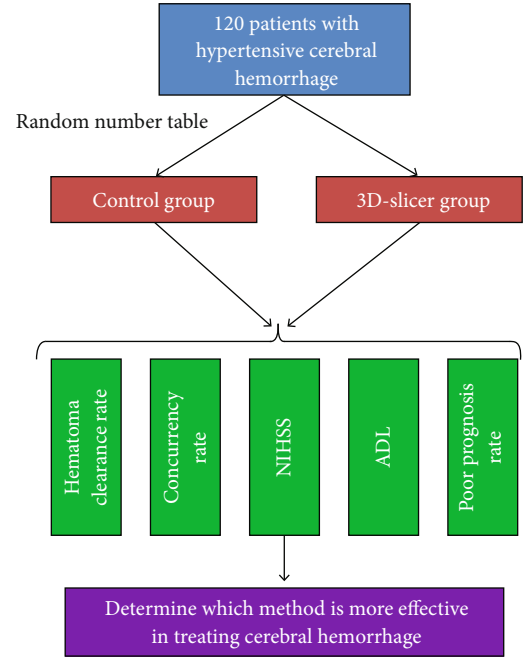 120 patients with
hypertensive cerebral
hemorrhage
Random number table
Control group
3D-slicer group
Hematoma
clearance rate
Concurrency
rate
NIHSS
ADL
Poor prognosis
rate
Determine which method is more effective
in treating cerebral hemorrhage